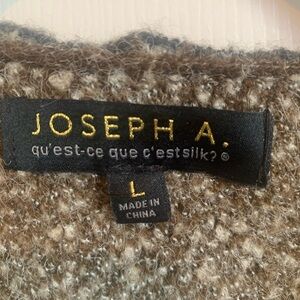 JOSEPH A.
qu'est-ce que c'estsilk?®
L
MADE IN
CHINA